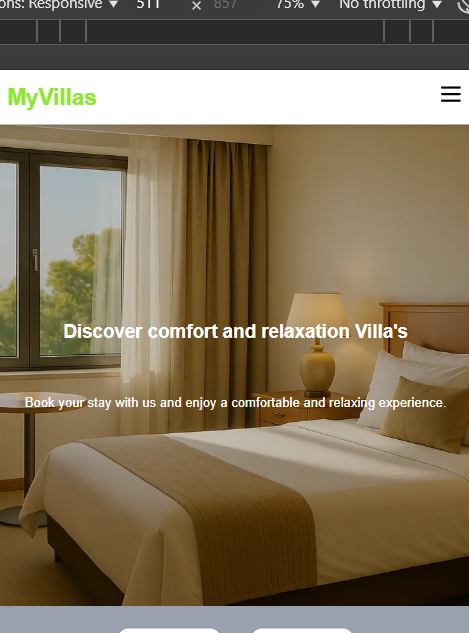 ons: Responsive 511 × 857 75% No throttling
MyVillas
Discover comfort and relaxation Villa's
Book your stay with us and enjoy a comfortable and relaxing experience.